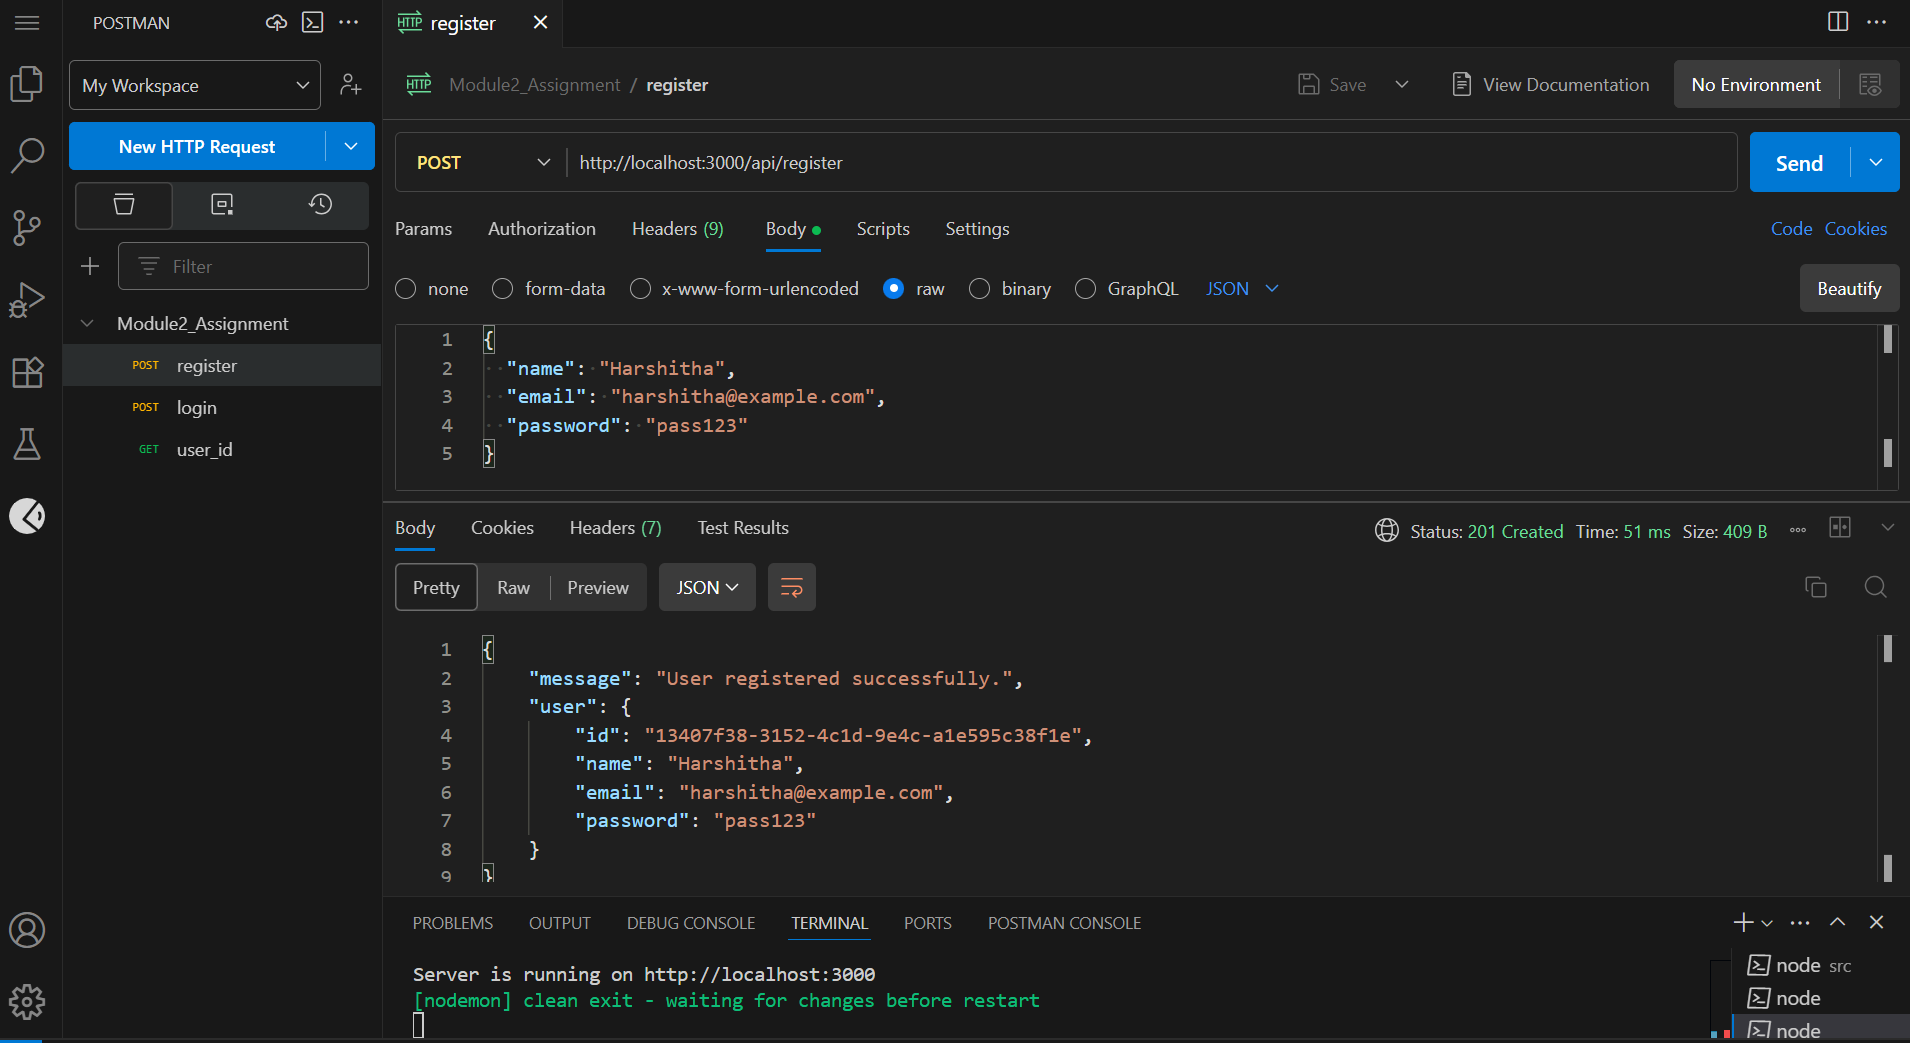 POSTMAN
My Workspace
New HTTP Request
Filter
Module2_Assignment
POST register
POST login
GET user_id
HTTP register
HTTP Module2_Assignment / register
Save
View Documentation
No Environment
POST http://localhost:3000/api/register
Send
Params Authorization Headers (9) Body Scripts Settings
Code Cookies
none form-data x-www-form-urlencoded raw binary GraphQL JSON
Beautify
1 {
2 "name": "Harshitha",
3 "email": "harshitha@example.com",
4 "password": "pass123"
5 }
Body Cookies Headers (7) Test Results
Status: 201 Created Time: 51 ms Size: 409 B
Pretty Raw Preview JSON
1 {
2 "message": "User registered successfully.",
3 "user": {
4 "id": "13407f38-3152-4c1d-9e4c-a1e595c38f1e",
5 "name": "Harshitha",
6 "email": "harshitha@example.com",
7 "password": "pass123"
8 }
9 }
PROBLEMS OUTPUT DEBUG CONSOLE TERMINAL PORTS POSTMAN CONSOLE
Server is running on http://localhost:3000
[nodemon] clean exit - waiting for changes before restart
node src
node
node